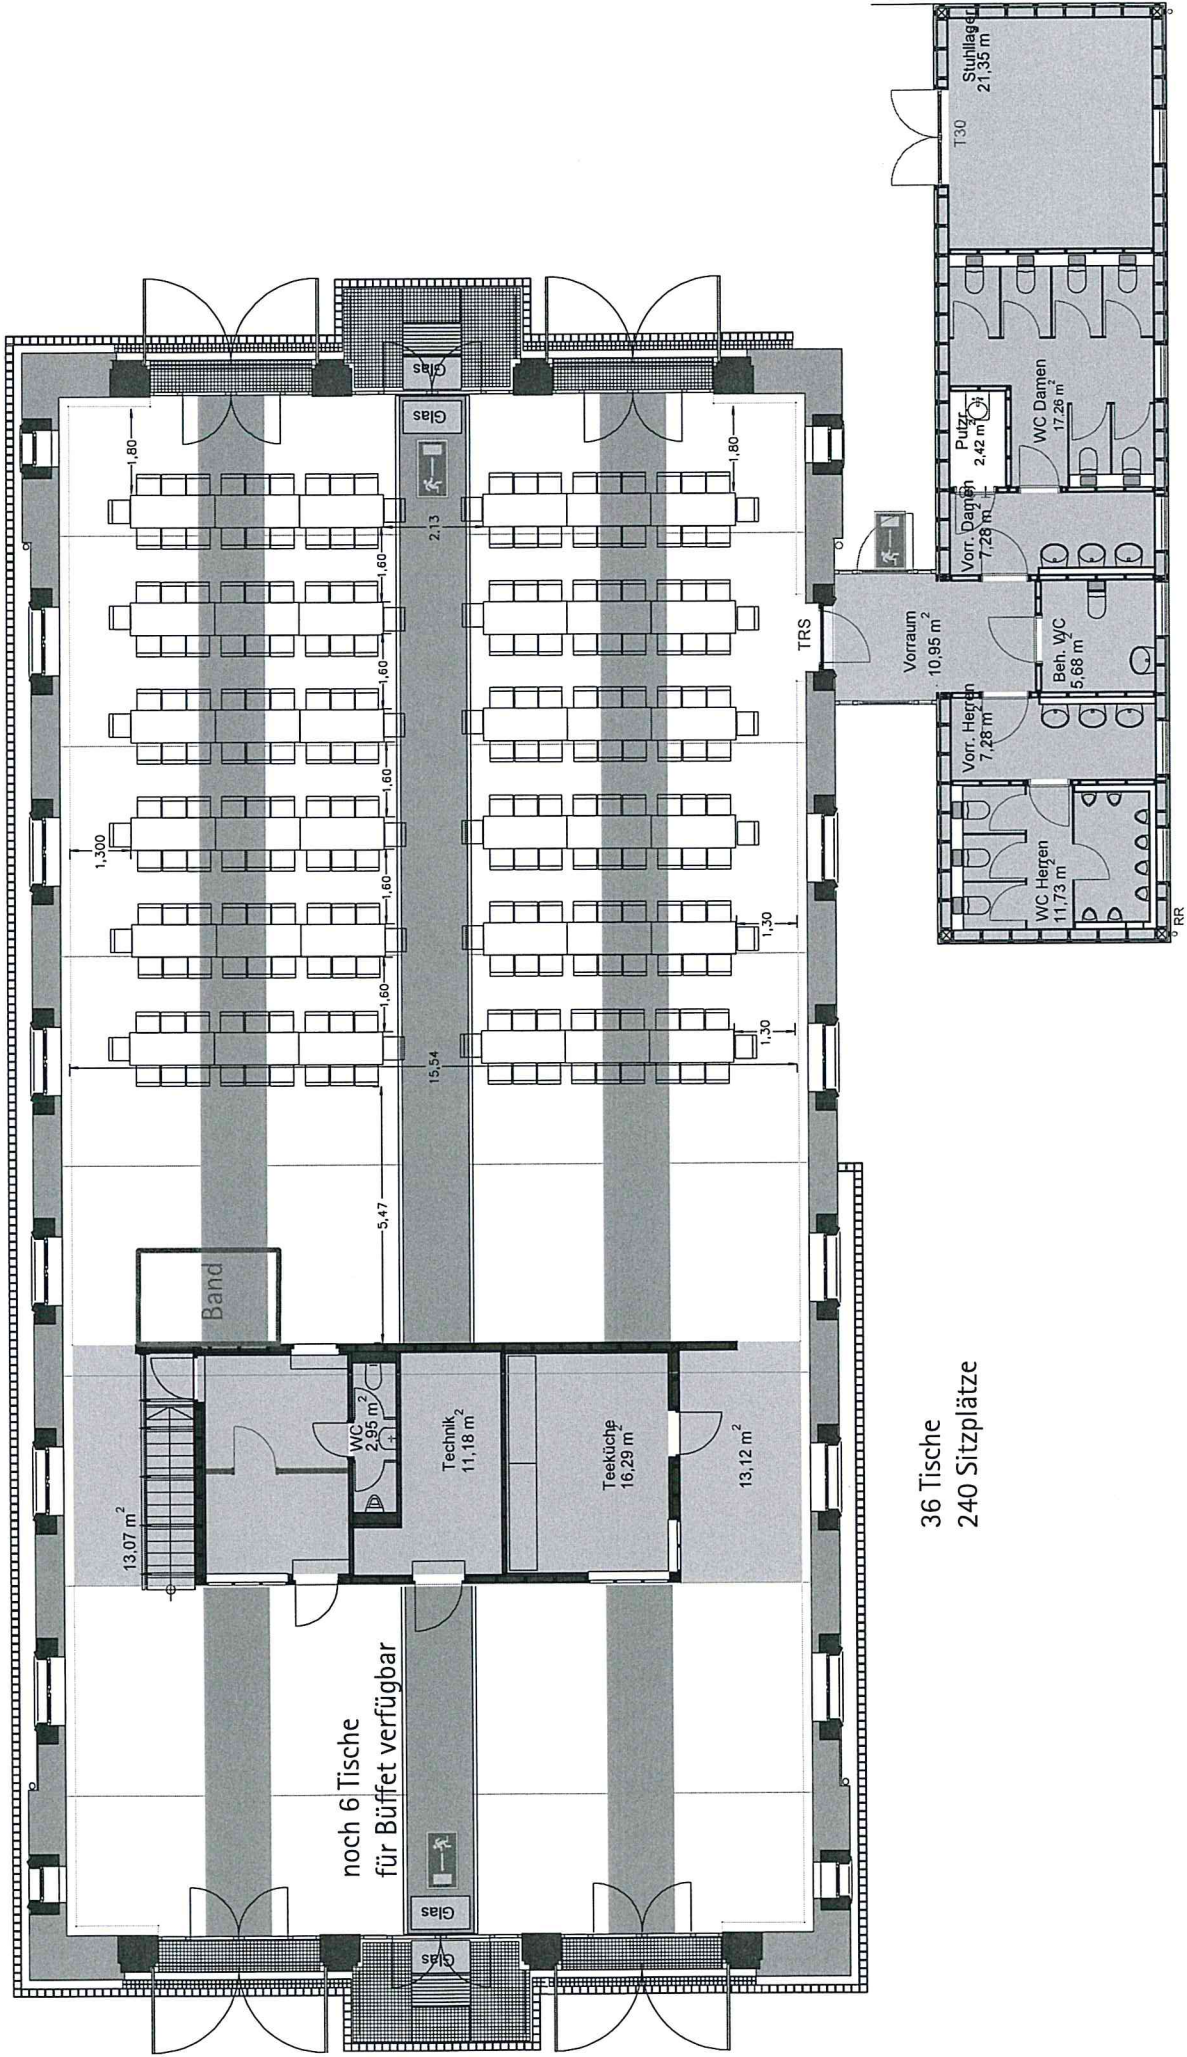 Stuhllager
21,35 m
T30
WC Damen
17,26 m²
Putzr.
2,42 m²
Vorr. Damen
7,28 m²
Vorraum
10,95 m²
Beh. WC
5,68 m²
Vorr. Herren
7,28 m²
WC Herren
11,73 m²
RR
TRS
Glas
Glas
1,80
1,80
2,13
1,60
1,60
1,60
1,60
1,60
1,300
1,30
1,30
15,54
5,47
Band
13,07 m²
WC
2,95 m²
Technik
11,18 m²
Teeküche
16,29 m²
13,12 m²
noch 6 Tische
für Büffet verfügbar
Glas
Glas
36 Tische
240 Sitzplätze